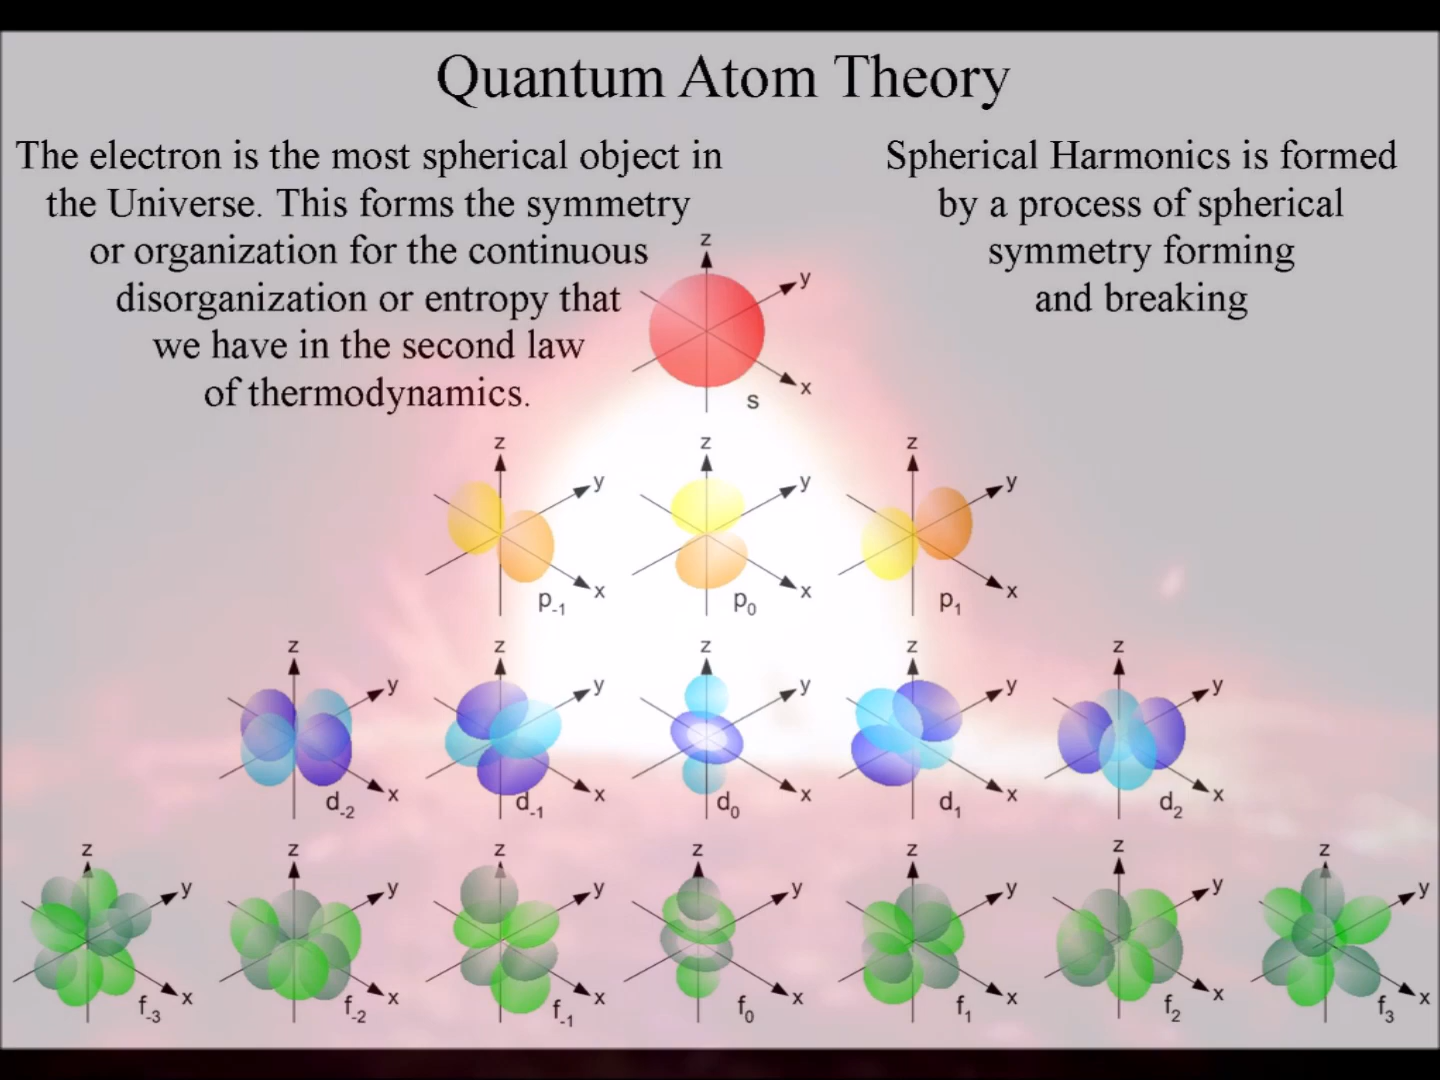 Quantum Atom Theory
The electron is the most spherical object in
the Universe. This forms the symmetry
or organization for the continuous
disorganization or entropy that
we have in the second law
of thermodynamics.
Spherical Harmonics is formed
by a process of spherical
symmetry forming
and breaking
z
y
x
s
z
y
x
p-1
z
y
x
p0
z
y
x
p1
z
y
x
d-2
z
y
x
d-1
z
y
x
d0
z
y
x
d1
z
y
x
d2
z
y
x
f-3
z
y
x
f-2
z
y
x
f-1
z
y
x
f0
z
y
x
f1
z
y
x
f2
z
y
x
f3